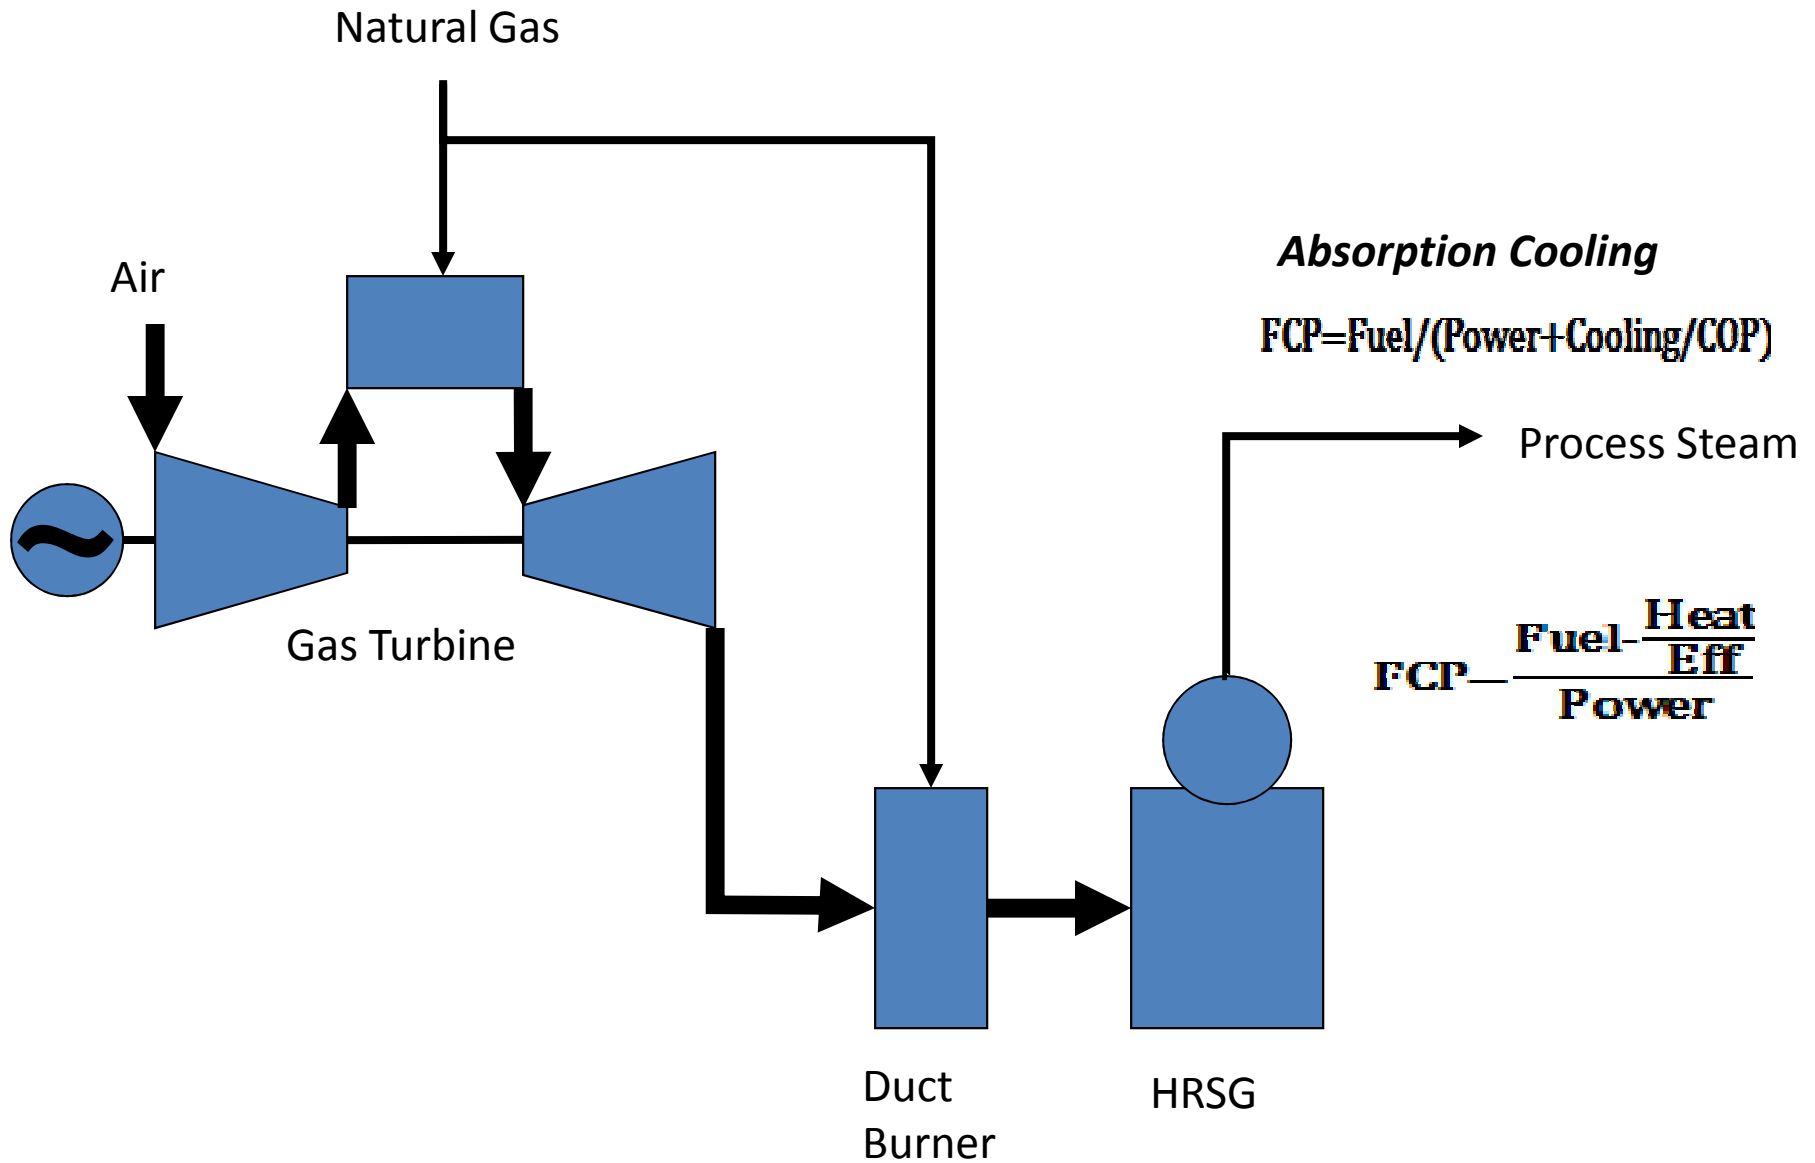 Natural Gas
Air
Absorption Cooling
FCP=Fuel/(Power+Cooling/COP)
Process Steam
Gas Turbine
Heat
Fuel-
Eff
FCP—
Power
Duct
Burner
HRSG
~